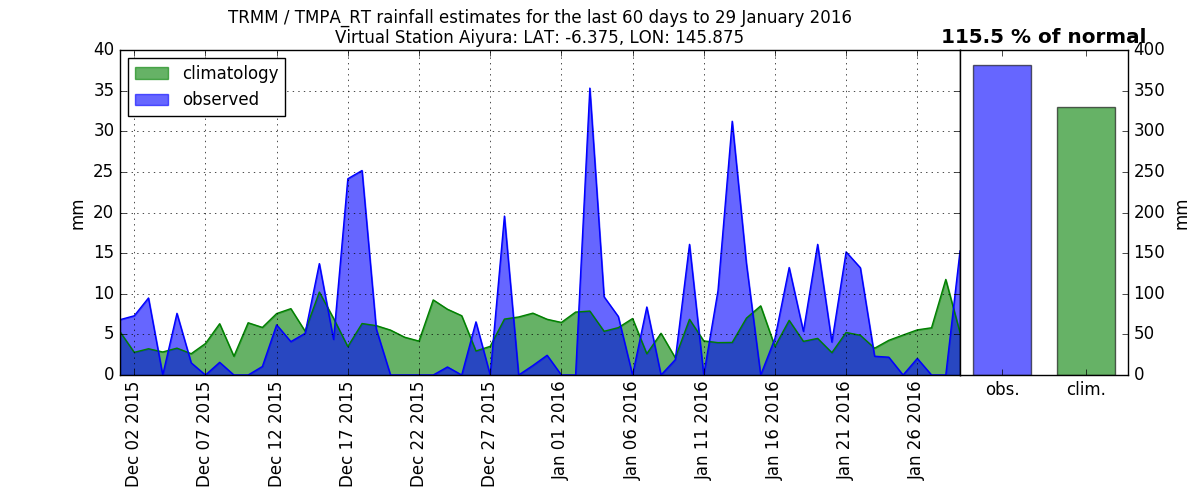 TRMM / TMPA_RT rainfall estimates for the last 60 days to 29 January 2016
Virtual Station Aiyura: LAT: -6.375, LON: 145.875
115.5 % of normal
climatology
observed
40
35
30
25
20
15
10
5
0
mm
400
350
300
250
200
150
100
50
0
mm
Dec 02 2015
Dec 07 2015
Dec 12 2015
Dec 17 2015
Dec 22 2015
Dec 27 2015
Jan 01 2016
Jan 06 2016
Jan 11 2016
Jan 16 2016
Jan 21 2016
Jan 26 2016
obs.
clim.